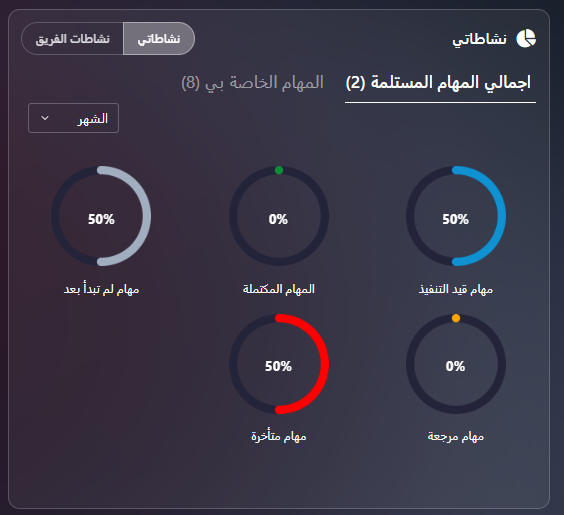 نشاطاتي
نشاطاتي
نشاطات الفريق
اجمالي المهام المستلمة (2)
المهام الخاصة بي (8)
الشهر
50%
0%
50%
مهام قيد التنفيذ
المهام المكتملة
مهام لم تبدأ بعد
0%
50%
مهام مرجعة
مهام متأخرة